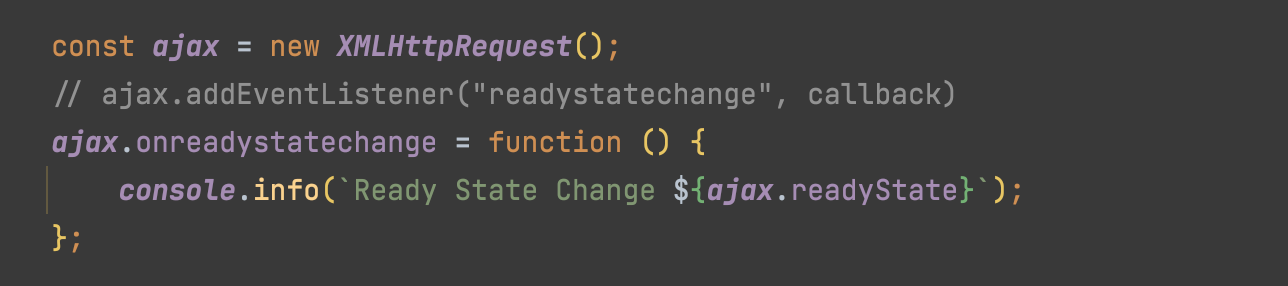 const ajax = new XMLHttpRequest();
// ajax.addEventListener("readystatechange", callback)
ajax.onreadystatechange = function () {
    console.info(`Ready State Change ${ajax.readyState}`);
};